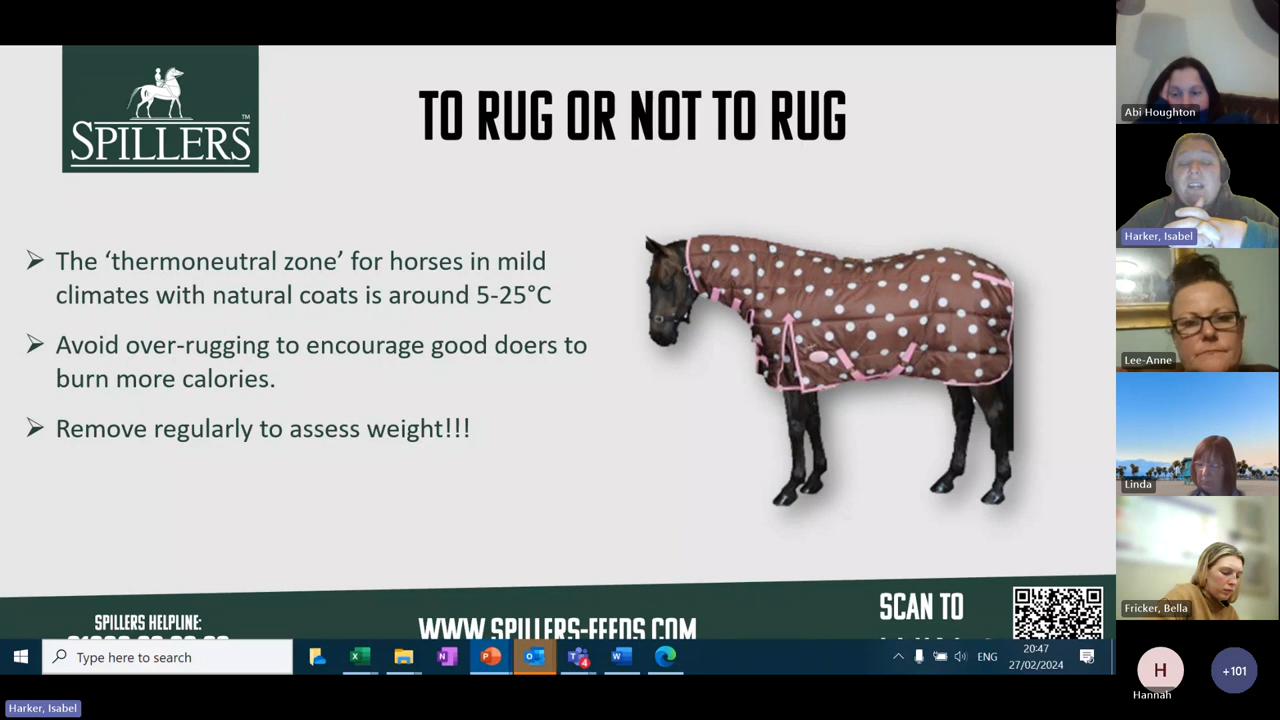 SPILLERS
™
TO RUG OR NOT TO RUG
➢ The ‘thermoneutral zone’ for horses in mild
climates with natural coats is around 5-25°C
➢ Avoid over-rugging to encourage good doers to
burn more calories.
➢ Remove regularly to assess weight!!!
SPILLERS HELPLINE:
WWW.SPILLERS-FEEDS.COM
SCAN TO
Type here to search
4
ENG
20:47
27/02/2024
Abi Houghton
Harker, Isabel
Lee-Anne
Linda
Fricker, Bella
H
Hannah
+101
Harker, Isabel